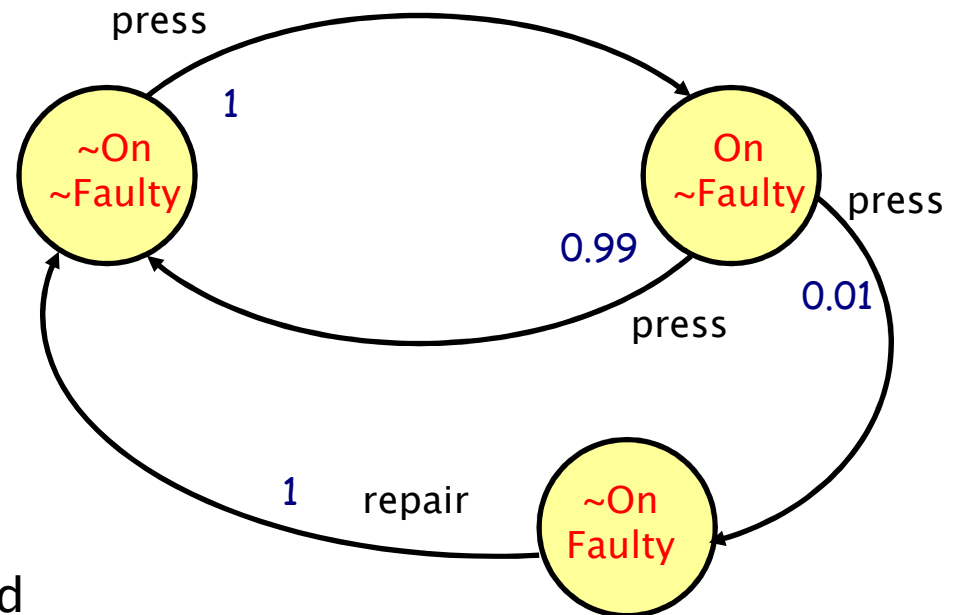 press
1
~On
~Faulty
On
~Faulty
press
0.99
0.01
press
1
repair
~On
Faulty
d